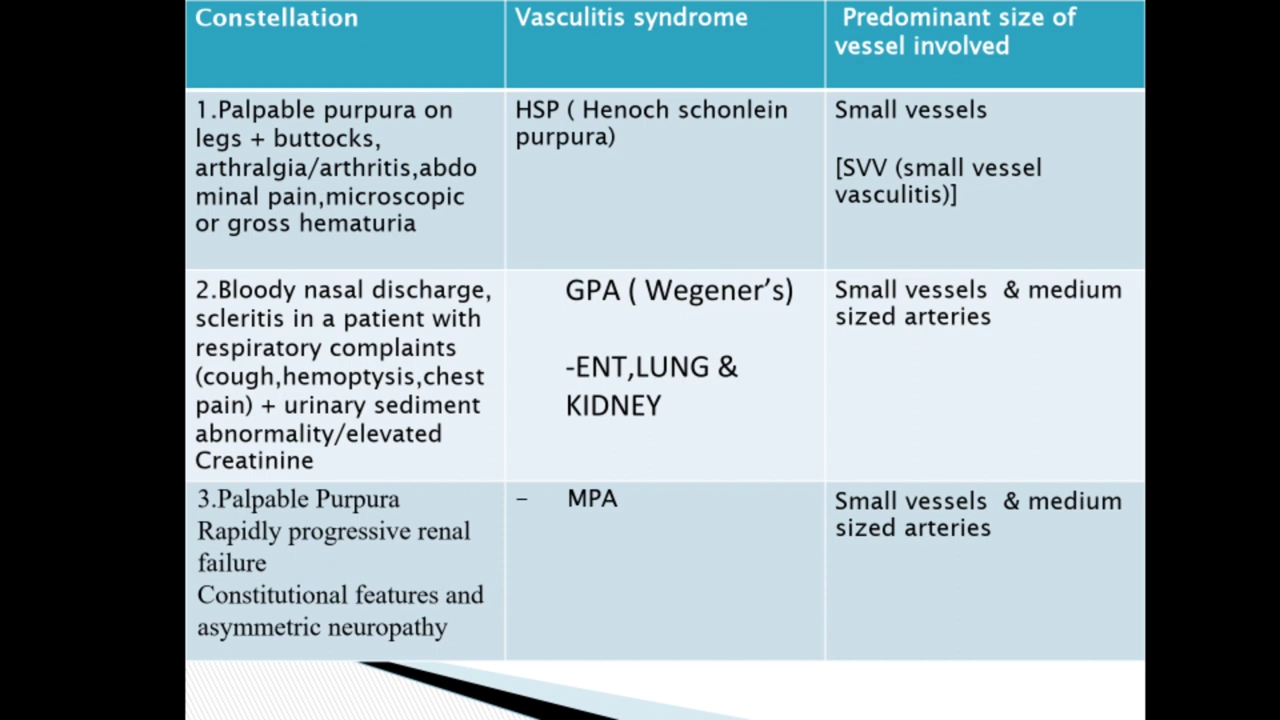 Constellation
Vasculitis syndrome
Predominant size of
vessel involved
1.Palpable purpura on
legs + buttocks,
arthralgia/arthritis,abdo
minal pain,microscopic
or gross hematuria
HSP ( Henoch schonlein
purpura)
Small vessels
[SVV (small vessel
vasculitis)]
2.Bloody nasal discharge,
scleritis in a patient with
respiratory complaints
(cough,hemoptysis,chest
pain) + urinary sediment
abnormality/elevated
Creatinine
GPA ( Wegener’s)
-ENT,LUNG &
KIDNEY
Small vessels & medium
sized arteries
3.Palpable Purpura
Rapidly progressive renal
failure
Constitutional features and
asymmetric neuropathy
– MPA
Small vessels & medium
sized arteries